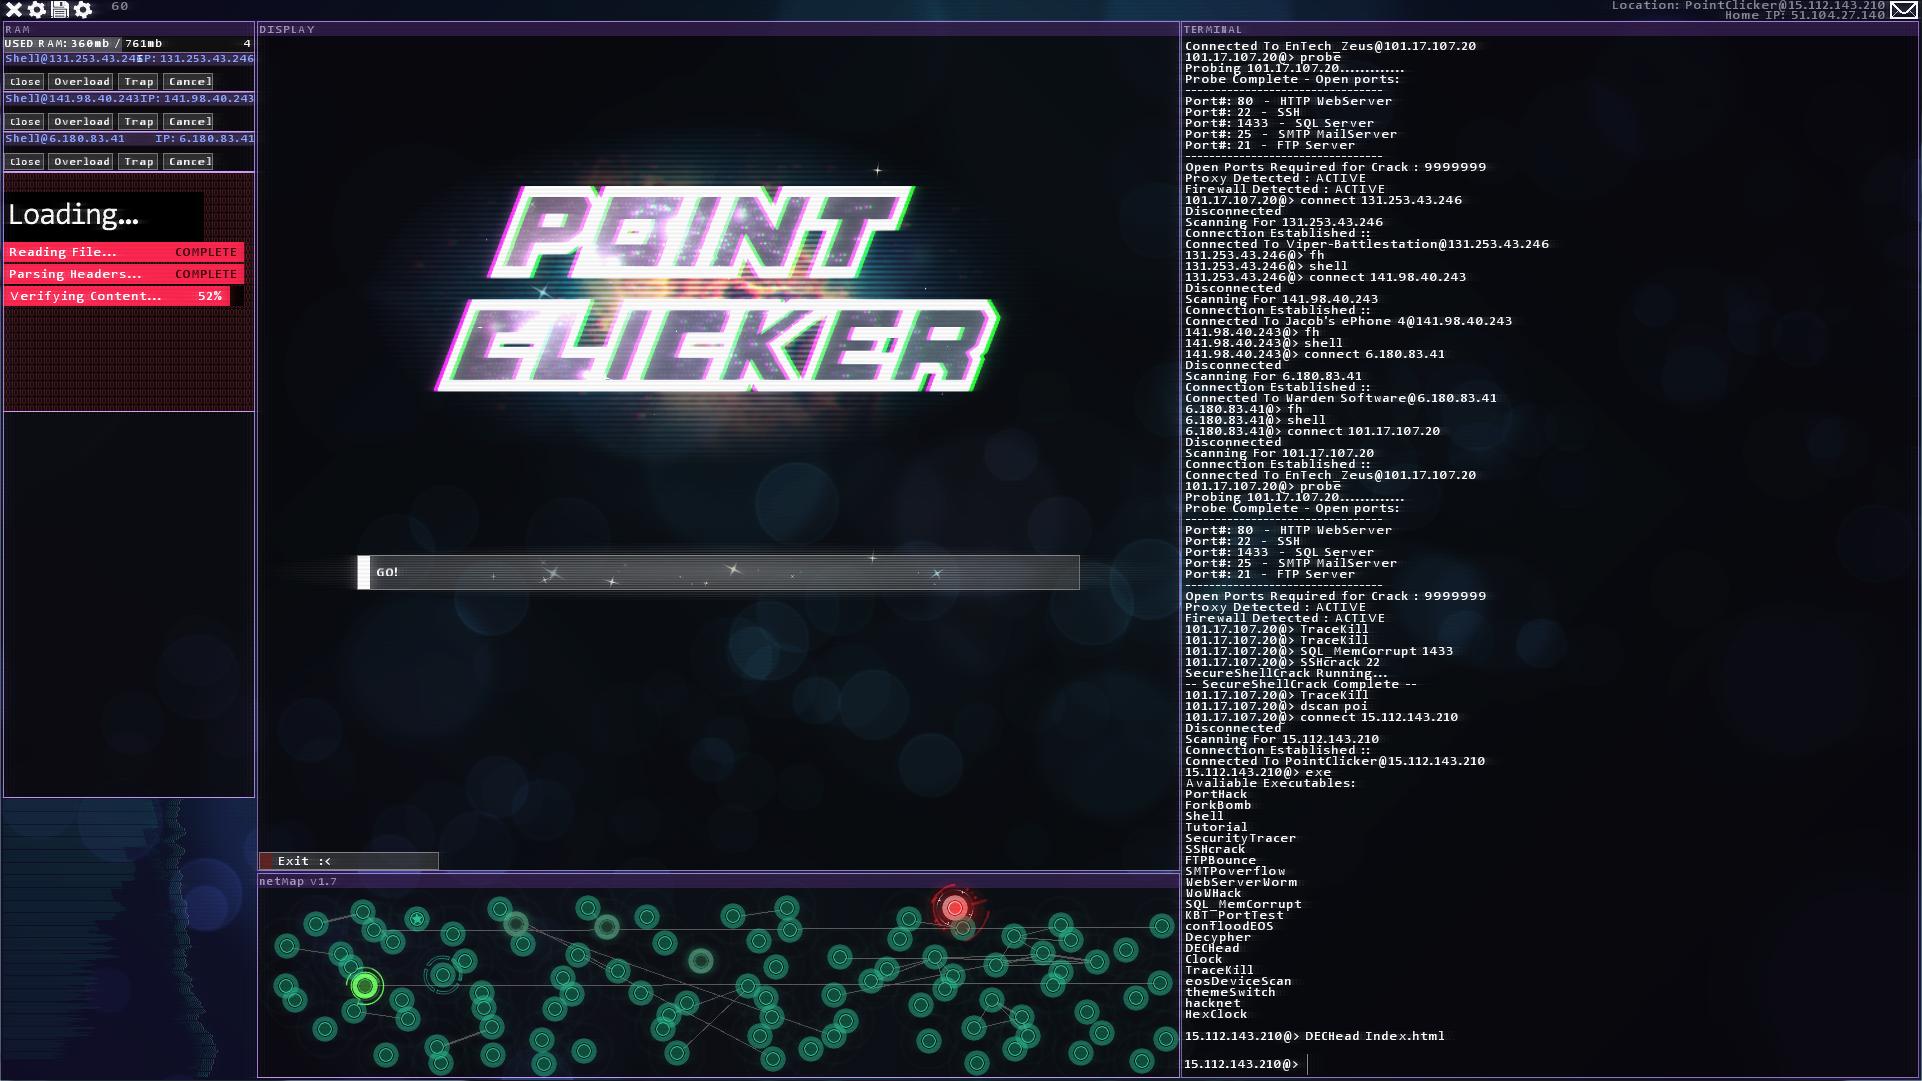 60
Location: PointClicker@15.112.143.210
Home IP: 51.104.27.140
RAM
USED RAM: 360mb / 761mb 4
Shell@131.253.43.246 IP: 131.253.43.246
Close Overload Trap Cancel
Shell@141.98.40.243 IP: 141.98.40.243
Close Overload Trap Cancel
Shell@6.180.83.41 IP: 6.180.83.41
Close Overload Trap Cancel
Loading...
Reading File... COMPLETE
Parsing Headers... COMPLETE
Verifying Content... 52%
DISPLAY
POINT
CLICKER
GO!
Exit :<
netMap v1.7
TERMINAL
Connected To EnTech_Zeus@101.17.107.20
101.17.107.20@> probe
Probing 101.17.107.20.............
Probe Complete - Open ports:
---------------------------------
Port#: 80 - HTTP WebServer
Port#: 22 - SSH
Port#: 1433 - SQL Server
Port#: 25 - SMTP MailServer
Port#: 21 - FTP Server
---------------------------------
Open Ports Required for Crack : 9999999
Proxy Detected : ACTIVE
Firewall Detected : ACTIVE
101.17.107.20@> connect 131.253.43.246
Disconnected
Scanning For 131.253.43.246
Connection Established ::
Connected To Viper-Battlestation@131.253.43.246
131.253.43.246@> fh
131.253.43.246@> shell
131.253.43.246@> connect 141.98.40.243
Disconnected
Scanning For 141.98.40.243
Connection Established ::
Connected To Jacob's ePhone 4@141.98.40.243
141.98.40.243@> fh
141.98.40.243@> shell
141.98.40.243@> connect 6.180.83.41
Disconnected
Scanning For 6.180.83.41
Connection Established ::
Connected To Warden Software@6.180.83.41
6.180.83.41@> fh
6.180.83.41@> shell
6.180.83.41@> connect 101.17.107.20
Disconnected
Scanning For 101.17.107.20
Connection Established ::
Connected To EnTech_Zeus@101.17.107.20
101.17.107.20@> probe
Probing 101.17.107.20.............
Probe Complete - Open ports:
---------------------------------
Port#: 80 - HTTP WebServer
Port#: 22 - SSH
Port#: 1433 - SQL Server
Port#: 25 - SMTP MailServer
Port#: 21 - FTP Server
---------------------------------
Open Ports Required for Crack : 9999999
Proxy Detected : ACTIVE
Firewall Detected : ACTIVE
101.17.107.20@> TraceKill
101.17.107.20@> TraceKill
101.17.107.20@> SQL_MemCorrupt 1433
101.17.107.20@> SSHcrack 22
SecureShellCrack Running...
-- SecureShellCrack Complete --
101.17.107.20@> TraceKill
101.17.107.20@> dscan poi
101.17.107.20@> connect 15.112.143.210
Disconnected
Scanning For 15.112.143.210
Connection Established ::
Connected To PointClicker@15.112.143.210
15.112.143.210@> exe
Avaliable Executables:
PortHack
ForkBomb
Shell
Tutorial
SecurityTracer
SSHcrack
FTPBounce
SMTPoverflow
WebServerWorm
WoWHack
SQL_MemCorrupt
KBT_PortTest
confloodEOS
Decypher
DECHead
Clock
TraceKill
eosDeviceScan
themeSwitch
hacknet
HexClock
15.112.143.210@> DECHead Index.html
15.112.143.210@>